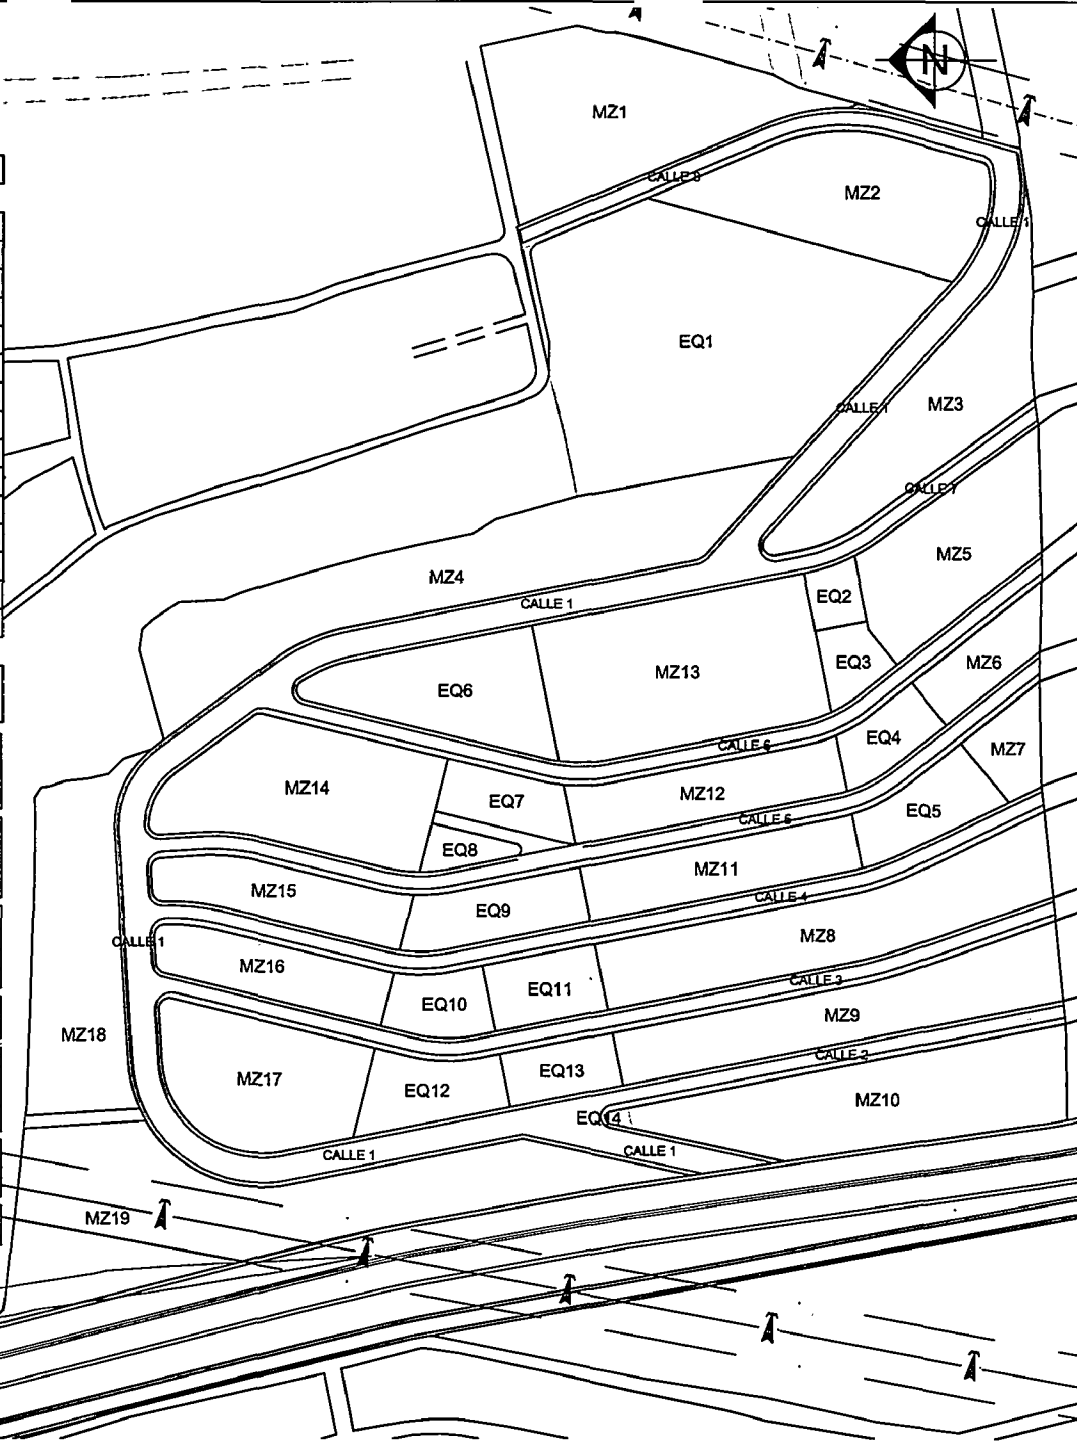 N
MZ1
CALLE 8
MZ2
CALLE 1
EQ1
CALLE 1
MZ3
CALLE 7
MZ5
MZ4
EQ2
CALLE 1
EQ3
MZ6
MZ13
EQ6
EQ4
CALLE 6
MZ7
MZ14
MZ12
EQ7
EQ5
CALLE 5
EQ8
MZ11
MZ15
CALLE 4
EQ9
MZ8
CALLE 1
MZ16
CALLE 3
EQ11
EQ10
MZ9
MZ18
CALLE 2
EQ13
MZ17
EQ12
MZ10
EQ14
CALLE 1
CALLE 1
MZ19